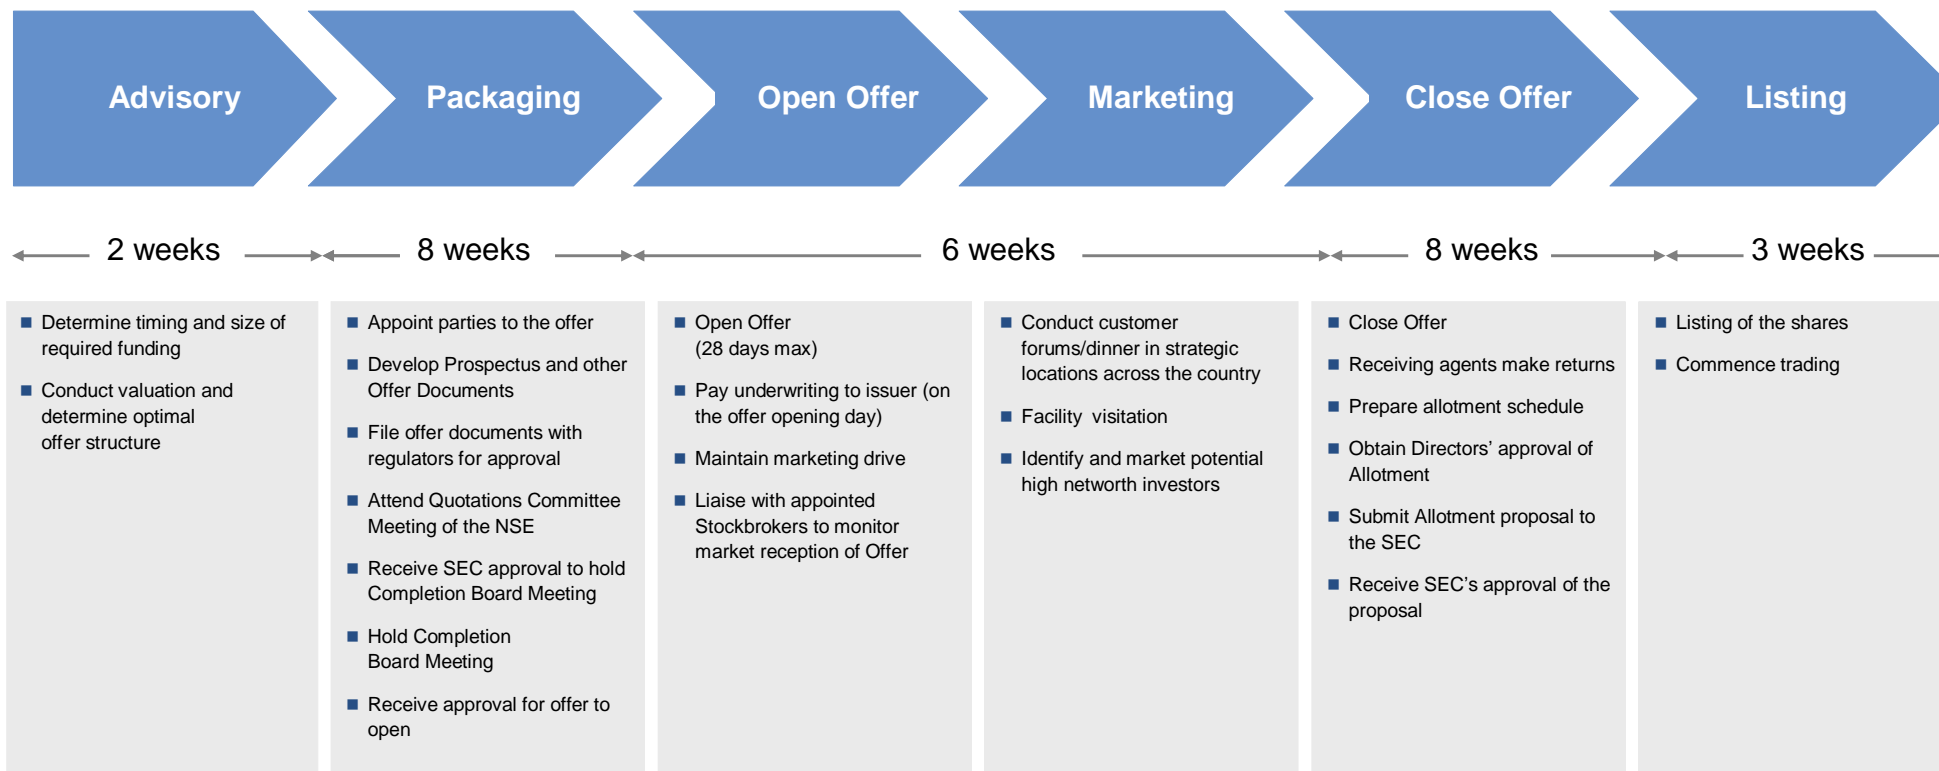 Advisory
Packaging
Open Offer
Marketing
Close Offer
Listing
2 weeks
8 weeks
6 weeks
8 weeks
3 weeks
Determine timing and size of
required funding
Conduct valuation and
determine optimal
offer structure
Appoint parties to the offer
Develop Prospectus and other
Offer Documents
File offer documents with
regulators for approval
Attend Quotations Committee
Meeting of the NSE
Receive SEC approval to hold
Completion Board Meeting
Hold Completion
Board Meeting
Receive approval for offer to
open
Open Offer
(28 days max)
Pay underwriting to issuer (on
the offer opening day)
Maintain marketing drive
Liaise with appointed
Stockbrokers to monitor
market reception of Offer
Conduct customer
forums/dinner in strategic
locations across the country
Facility visitation
Identify and market potential
high networth investors
Close Offer
Receiving agents make returns
Prepare allotment schedule
Obtain Directors’ approval of
Allotment
Submit Allotment proposal to
the SEC
Receive SEC’s approval of the
proposal
Listing of the shares
Commence trading